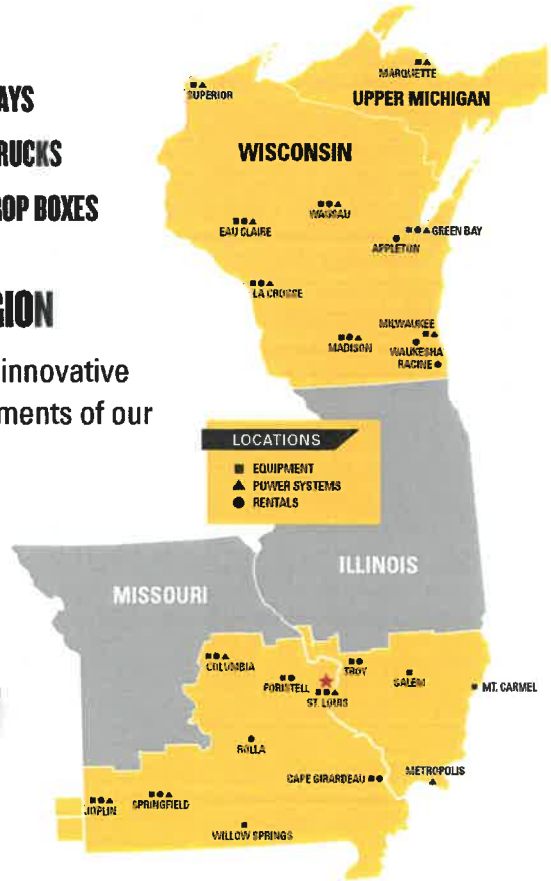 AYS
RUCKS
ROP BOXES
GION
innovative
ments of our
MARQUETTE
SUPERIOR
UPPER MICHIGAN
WISCONSIN
WAUSAU
EAU CLAIRE
GREEN BAY
APPLETON
LA CROSSE
MILWAUKEE
MADISON
WAUKESHA
RACINE
LOCATIONS
EQUIPMENT
POWER SYSTEMS
RENTALS
ILLINOIS
MISSOURI
COLUMBIA
TROY
FORISTELL
SALEM
MT. CARMEL
ST. LOUIS
ROLLA
METROPOLIS
CAPE GIRARDEAU
JOPLIN
SPRINGFIELD
WILLOW SPRINGS